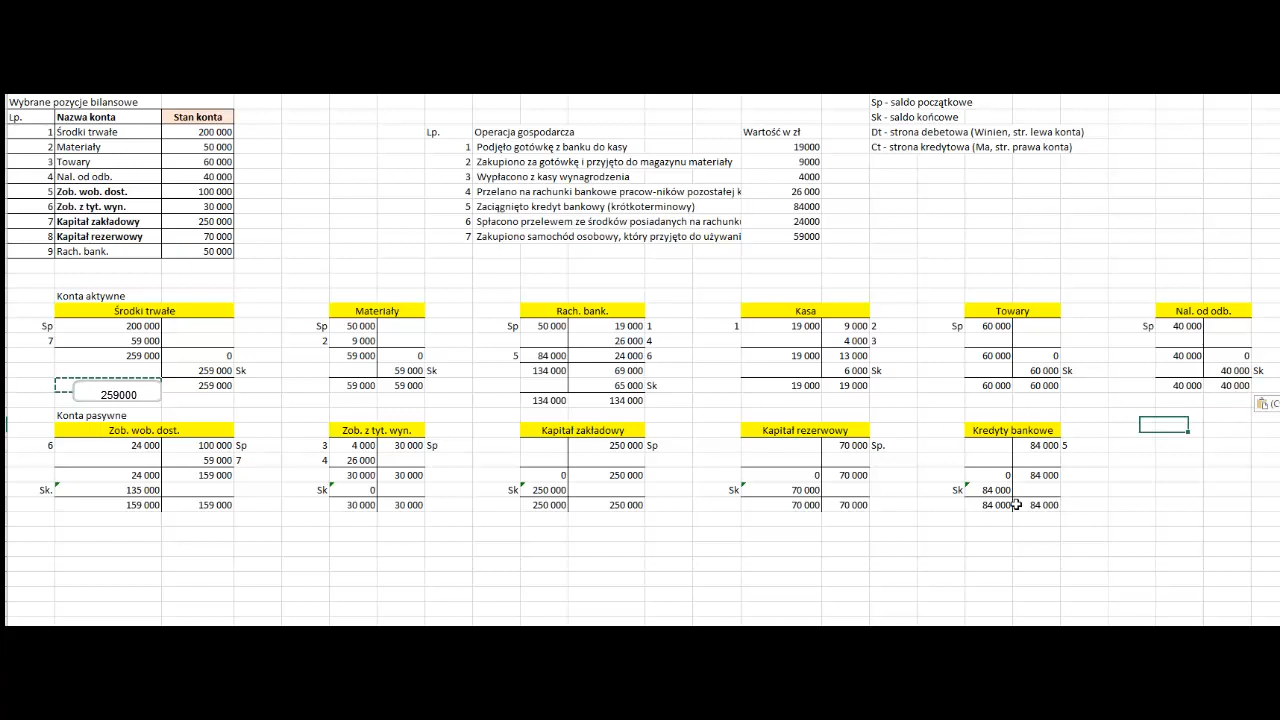 Wybrane pozycje bilansowe
Lp. Nazwa konta Stan konta
1 Środki trwałe 200 000
2 Materiały 50 000
3 Towary 60 000
4 Nal. od odb. 40 000
5 Zob. wob. dost. 100 000
6 Zob. z tyt. wyn. 30 000
7 Kapitał zakładowy 250 000
8 Kapitał rezerwowy 70 000
9 Rach. bank. 50 000
Lp. Operacja gospodarcza Wartość w zł
1 Podjęło gotówkę z banku do kasy 19000
2 Zakupiono za gotówkę i przyjęto do magazynu materiały 9000
3 Wypłacono z kasy wynagrodzenia 4000
4 Przelano na rachunki bankowe pracow-ników pozostałej k 26 000
5 Zaciągnięto kredyt bankowy (krótkoterminowy) 84000
6 Spłacono przelewem ze środków posiadanych na rachunku 24000
7 Zakupiono samochód osobowy, który przyjęto do używani 59000
Sp - saldo początkowe
Sk - saldo końcowe
Dt - strona debetowa (Winien, str. lewa konta)
Ct - strona kredytowa (Ma, str. prawa konta)
Konta aktywne
Środki trwałe Materiały Rach. bank. Kasa Towary Nal. od odb.
Sp 200 000 Sp 50 000 Sp 50 000 19 000 1 1 19 000 9 000 2 Sp 60 000 Sp 40 000
7 59 000 2 9 000 26 000 4 4 000 3
259 000 0 59 000 0 5 84 000 24 000 6 19 000 13 000 60 000 0 40 000 0
259 000 Sk 59 000 Sk 134 000 69 000 6 000 Sk 60 000 Sk 40 000 Sk
259 000 59 000 59 000 65 000 Sk 19 000 19 000 60 000 60 000 40 000 40 000
259000
134 000 134 000
(C
Konta pasywne
Zob. wob. dost. Zob. z tyt. wyn. Kapitał zakładowy Kapitał rezerwowy Kredyty bankowe
6 24 000 100 000 Sp 3 4 000 30 000 Sp 250 000 Sp 70 000 Sp. 84 000 5
59 000 7 4 26 000
24 000 159 000 30 000 30 000 0 250 000 0 70 000 0 84 000
Sk. 135 000 Sk 0 Sk 250 000 Sk 70 000 Sk 84 000
159 000 159 000 30 000 30 000 250 000 250 000 70 000 70 000 84 000 84 000